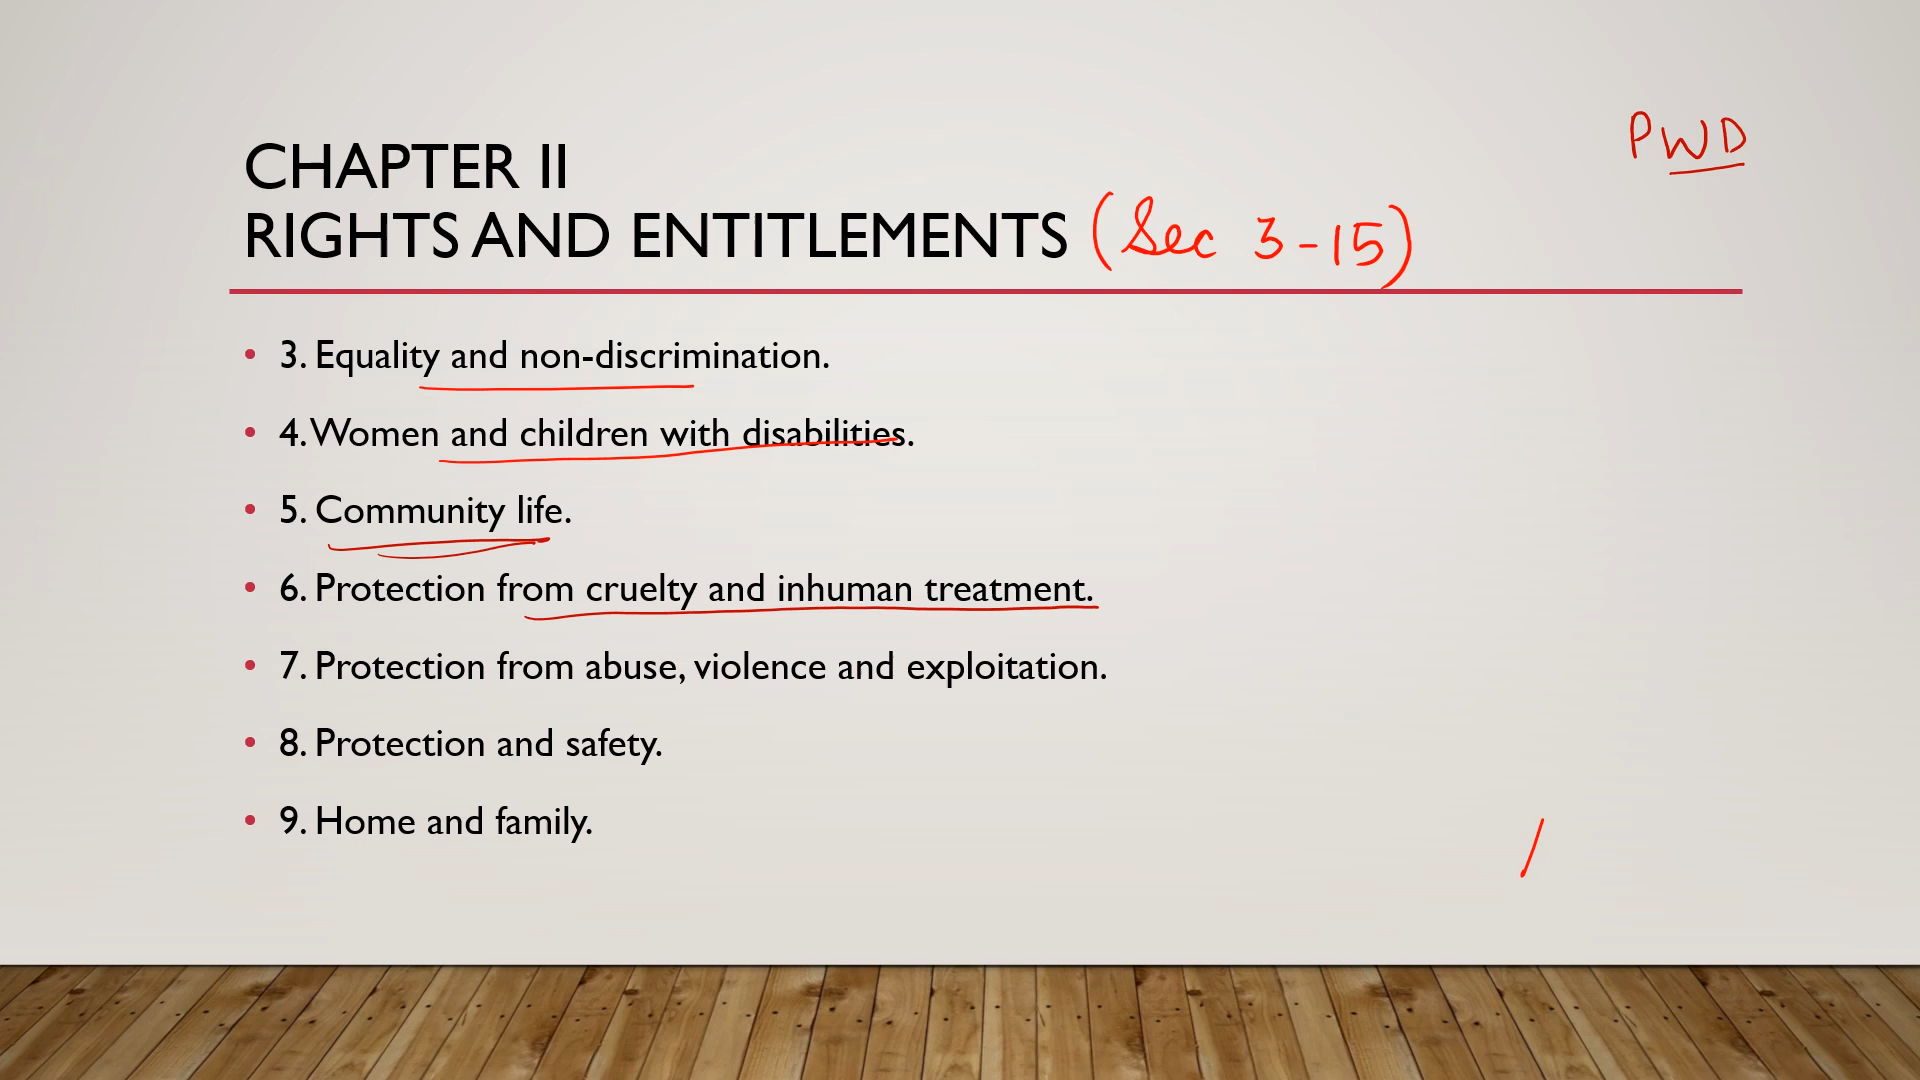 PWD
CHAPTER II
RIGHTS AND ENTITLEMENTS (Sec 3-15)
• 3. Equality and non-discrimination.
• 4. Women and children with disabilities.
• 5. Community life.
• 6. Protection from cruelty and inhuman treatment.
• 7. Protection from abuse, violence and exploitation.
• 8. Protection and safety.
• 9. Home and family.